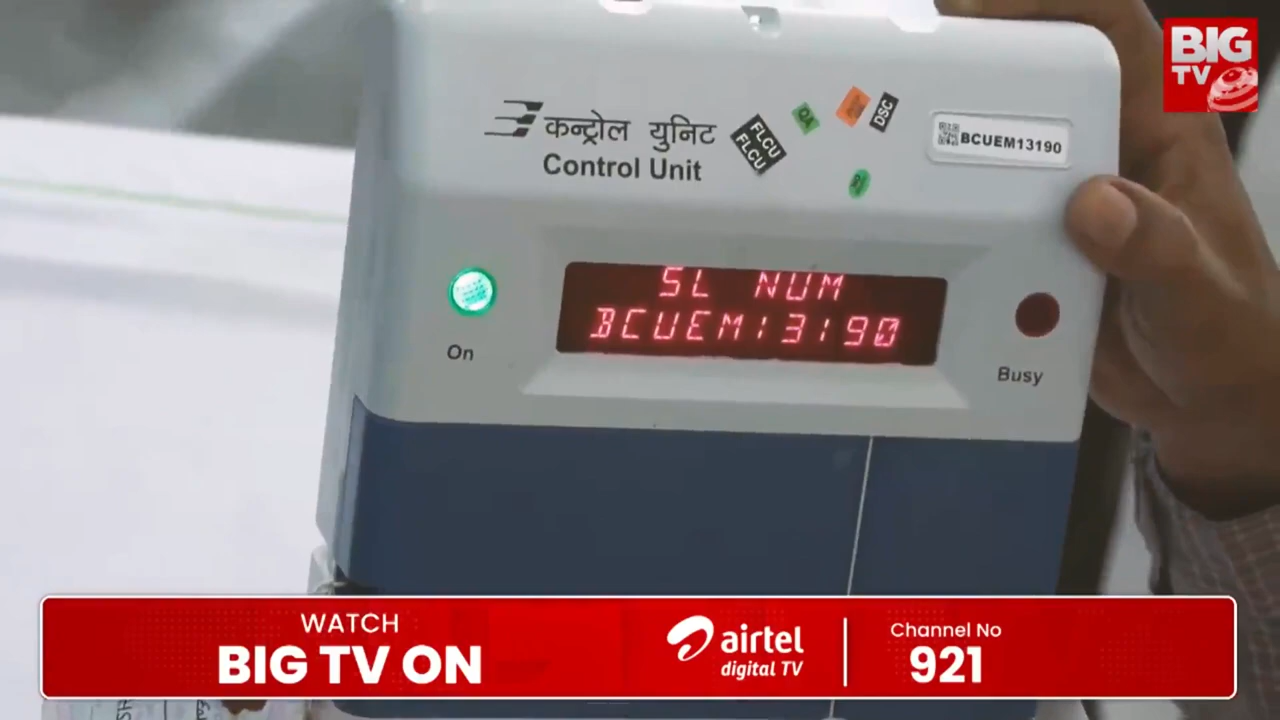 BIG
TV
कन्ट्रोल युनिट
Control Unit
FLCU
FLCU
QA
DSC
BCUEM13190
SL NUM
BCUEM13190
On
Busy
WATCH
BIG TV ON
airtel
digital TV
Channel No
921